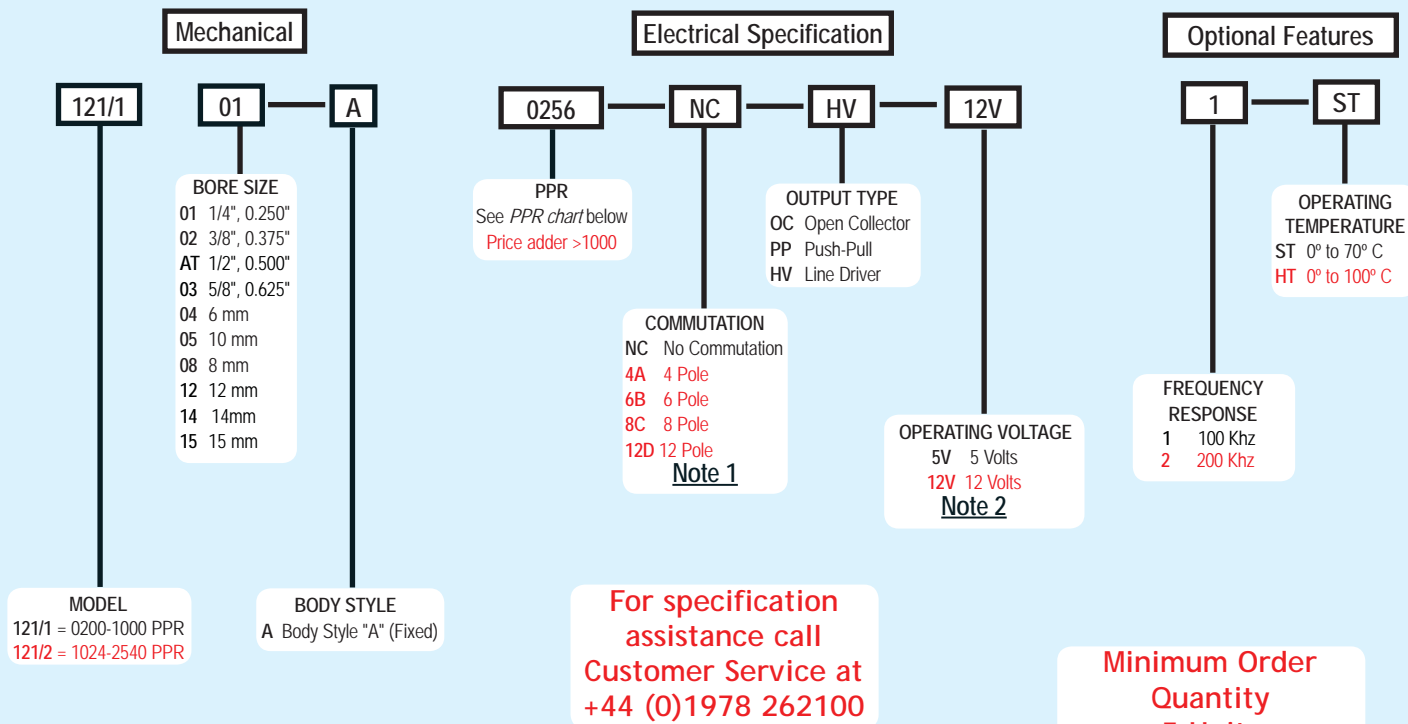 Mechanical
Electrical Specification
Optional Features
121/1
01
A
0256
NC
HV
12V
1
ST
BORE SIZE
01 1/4", 0.250"
02 3/8", 0.375"
AT 1/2", 0.500"
03 5/8", 0.625"
04 6 mm
05 10 mm
08 8 mm
12 12 mm
14 14mm
15 15 mm
PPR
See PPR chart below
Price adder >1000
OUTPUT TYPE
OC Open Collector
PP Push-Pull
HV Line Driver
OPERATING
TEMPERATURE
ST 0º to 70º C
HT 0º to 100º C
COMMUTATION
NC No Commutation
4A 4 Pole
6B 6 Pole
8C 8 Pole
12D 12 Pole
Note 1
OPERATING VOLTAGE
5V 5 Volts
12V 12 Volts
Note 2
FREQUENCY
RESPONSE
1 100 Khz
2 200 Khz
MODEL
121/1 = 0200-1000 PPR
121/2 = 1024-2540 PPR
BODY STYLE
A Body Style "A" (Fixed)
For specification
assistance call
Customer Service at
+44 (0)1978 262100
Minimum Order
Quantity